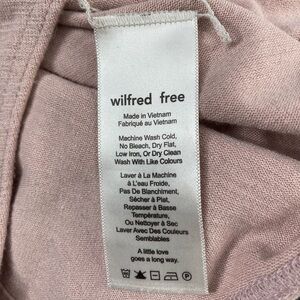 wilfred free
Made in Vietnam
Fabriqué au Vietnam
Machine Wash Cold,
No Bleach, Dry Flat,
Low Iron, Or Dry Clean
Wash With Like Colours
Laver À La Machine
à L'eau Froide,
Pas De Blanchiment,
Sécher à Plat,
Repasser à Basse
Température,
Ou Nettoyer à Sec
Laver Avec Des Couleurs
Semblables
A little love
goes a long way.